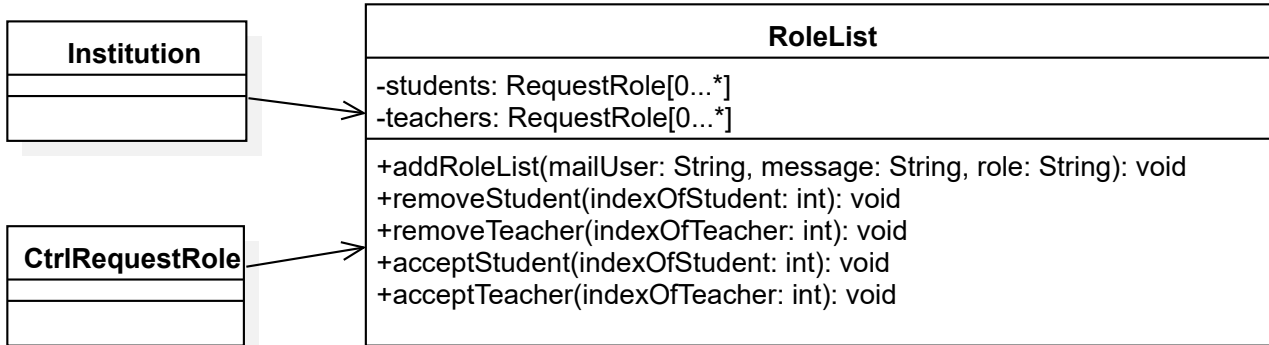 Institution
RoleList
-students: RequestRole[0...*]
-teachers: RequestRole[0...*]
+addRoleList(mailUser: String, message: String, role: String): void
+removeStudent(indexOfStudent: int): void
+removeTeacher(indexOfTeacher: int): void
+acceptStudent(indexOfStudent: int): void
+acceptTeacher(indexOfTeacher: int): void
CtrlRequestRole